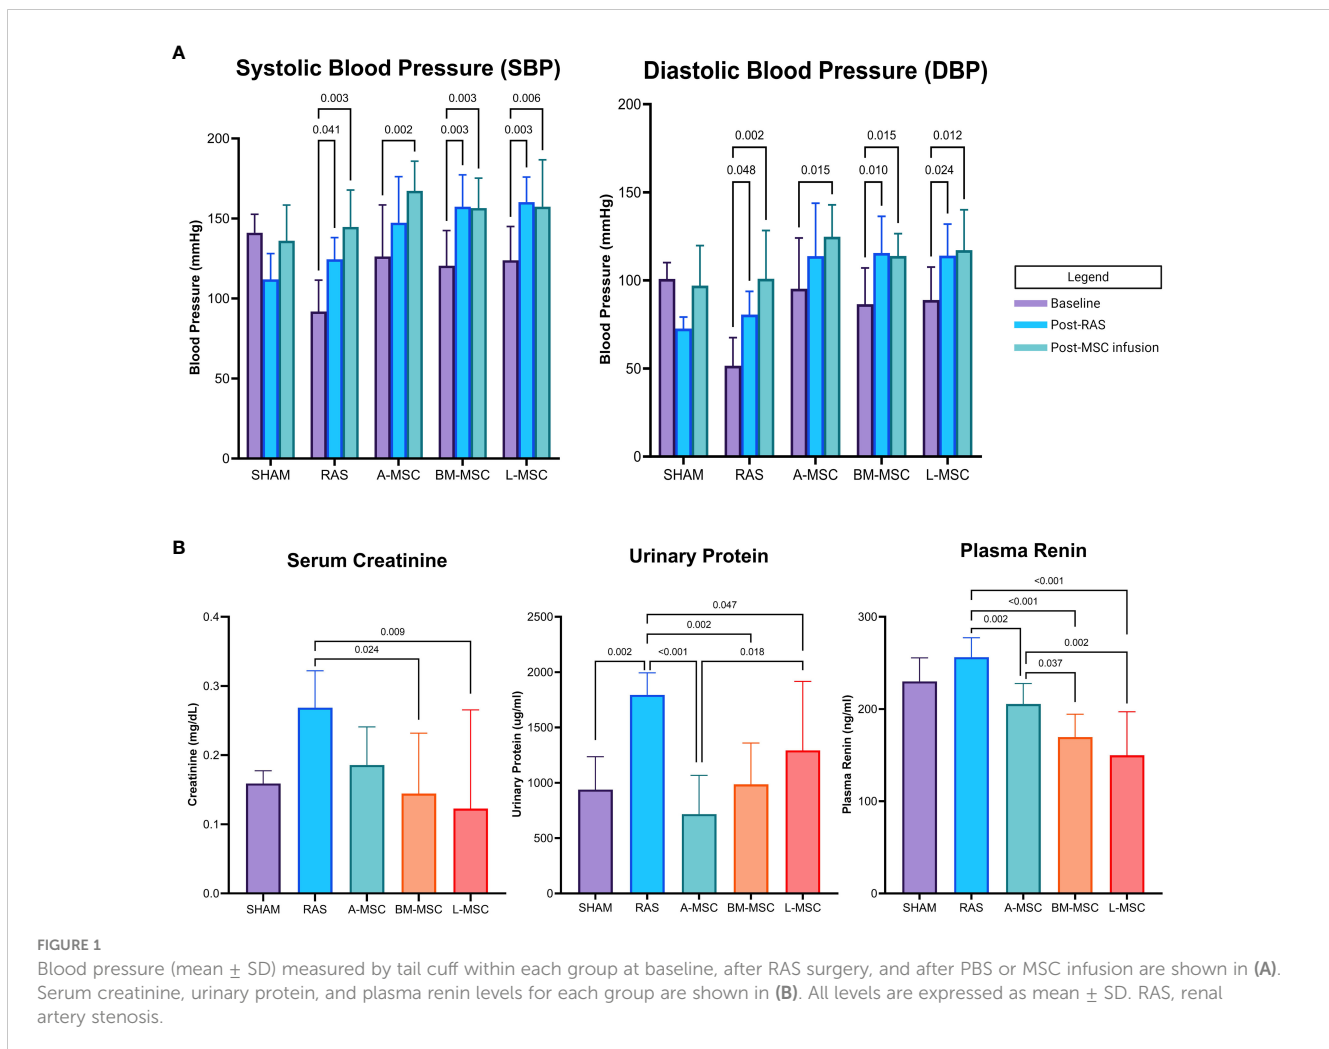 A
Systolic Blood Pressure (SBP)
0.003
0.041
0.002
0.003
0.003
0.006
0.003
Blood Pressure (mmHg)
200
150
100
50
0
SHAM
RAS
A-MSC
BM-MSC
L-MSC
Diastolic Blood Pressure (DBP)
0.002
0.048
0.015
0.015
0.010
0.012
0.024
Blood Pressure (mmHg)
200
150
100
50
0
SHAM
RAS
A-MSC
BM-MSC
L-MSC
Legend
Baseline
Post-RAS
Post-MSC infusion
B
Serum Creatinine
0.009
0.024
Creatinine (mg/dL)
0.4
0.3
0.2
0.1
0.0
SHAM
RAS
A-MSC
BM-MSC
L-MSC
Urinary Protein
0.047
0.002
0.002
<0.001
0.018
Urinary Protein (ug/ml)
2500
2000
1500
1000
500
0
SHAM
RAS
A-MSC
BM-MSC
L-MSC
Plasma Renin
<0.001
<0.001
0.002
0.002
0.037
Plasma Renin (ng/ml)
300
200
100
0
SHAM
RAS
A-MSC
BM-MSC
L-MSC
FIGURE 1
Blood pressure (mean ± SD) measured by tail cuff within each group at baseline, after RAS surgery, and after PBS or MSC infusion are shown in (A).
Serum creatinine, urinary protein, and plasma renin levels for each group are shown in (B). All levels are expressed as mean ± SD. RAS, renal
artery stenosis.